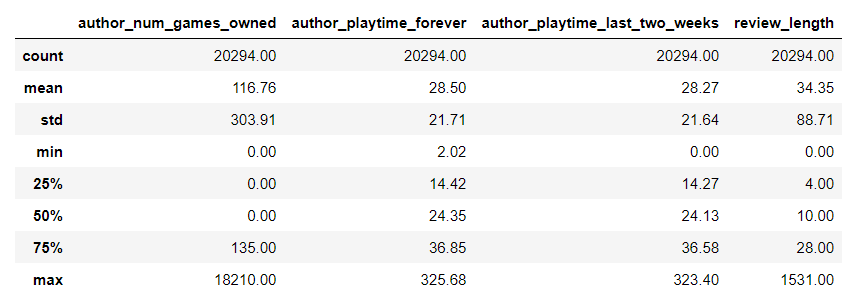 author_num_games_owned author_playtime_forever author_playtime_last_two_weeks review_length
count 20294.00 20294.00 20294.00 20294.00
mean 116.76 28.50 28.27 34.35
std 303.91 21.71 21.64 88.71
min 0.00 2.02 0.00 0.00
25% 0.00 14.42 14.27 4.00
50% 0.00 24.35 24.13 10.00
75% 135.00 36.85 36.58 28.00
max 18210.00 325.68 323.40 1531.00